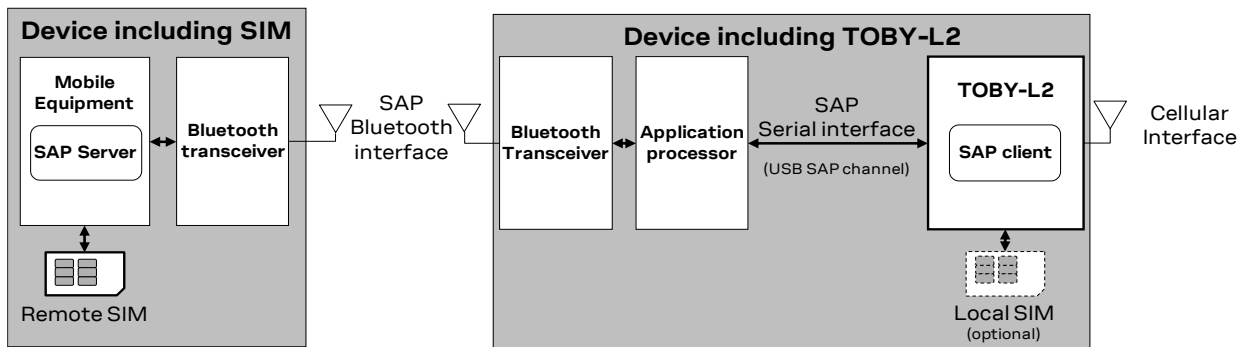 Device including SIM
Mobile
Equipment
SAP Server
Bluetooth
transceiver
Remote SIM
SAP
Bluetooth
interface
Device including TOBY-L2
Bluetooth
Transceiver
Application
processor
SAP
Serial interface
(USB SAP channel)
TOBY-L2
SAP client
Local SIM
(optional)
Cellular
Interface